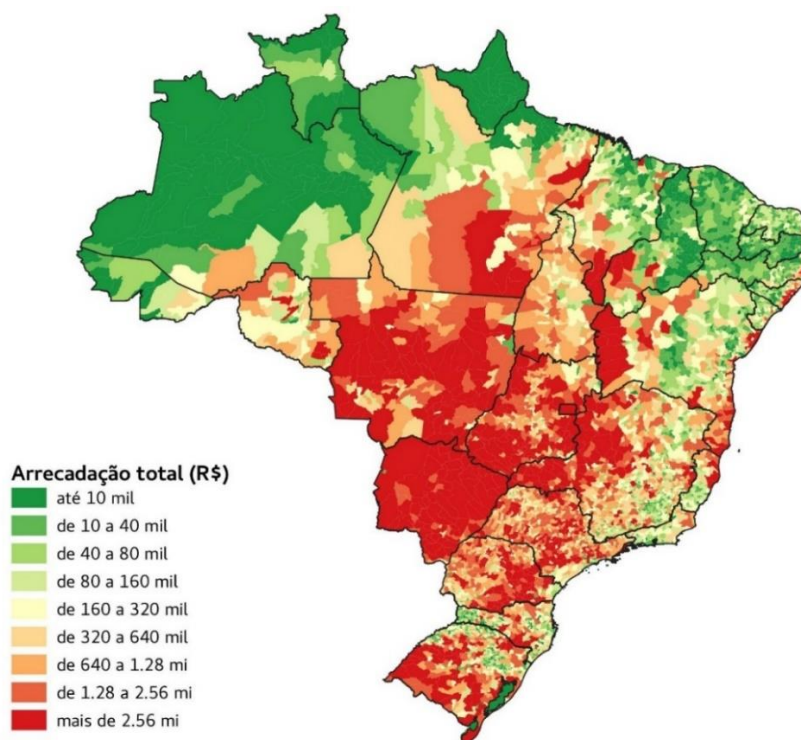 Arrecadação total (R$)
até 10 mil
de 10 a 40 mil
de 40 a 80 mil
de 80 a 160 mil
de 160 a 320 mil
de 320 a 640 mil
de 640 a 1.28 mi
de 1.28 a 2.56 mi
mais de 2.56 mi